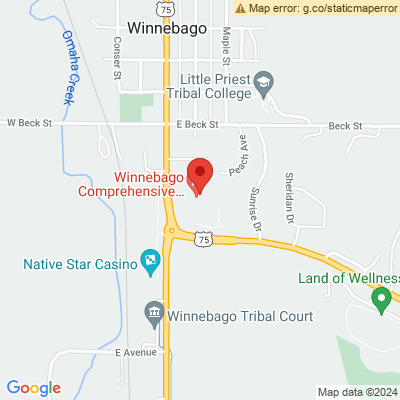 Map error: g.co/staticmaperror
75
Winnebago
Omaha Creek
Conser St
Maple St
Little Priest
Tribal College
W Beck St
E Beck St
Beck St
Peach Ave
Winnebago
Comprehensive...
Sunrise Dr
Sheridan Dr
75
Native Star Casino
Land of Wellness
Winnebago Tribal Court
E Avenue
Google
Map data ©2024